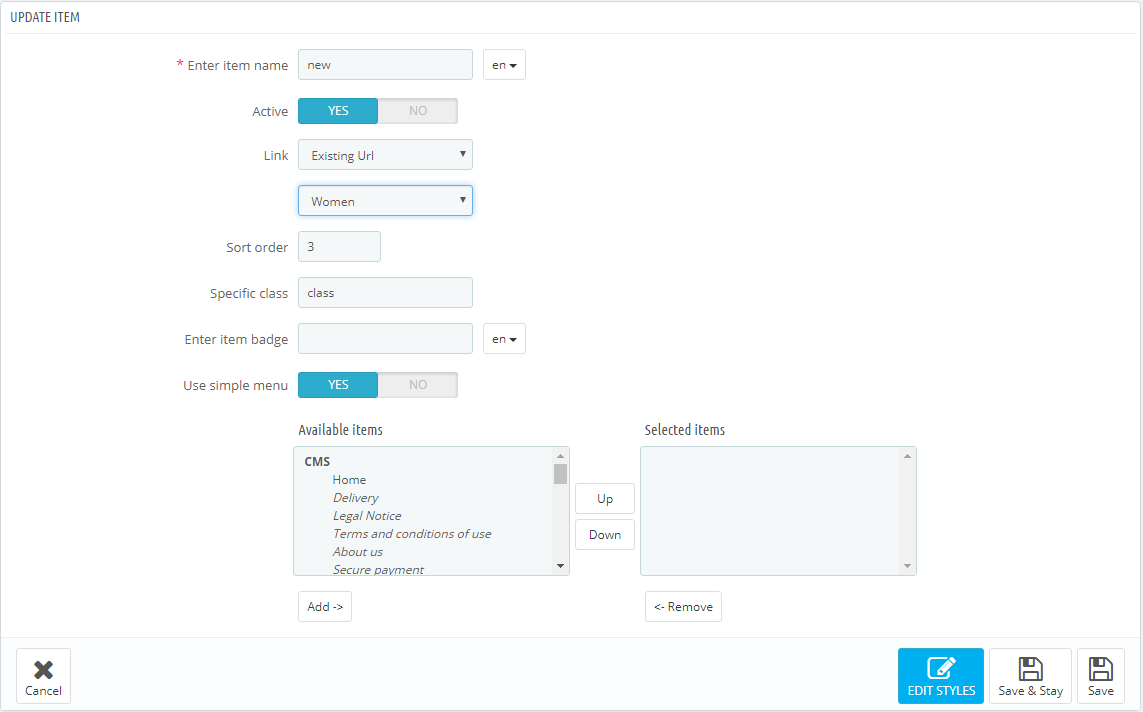 UPDATE ITEM
* Enter item name new en
Active YES NO
Link Existing Url
Women
Sort order 3
Specific class class
Enter item badge en
Use simple menu YES NO
Available items Selected items
CMS
Home
Delivery
Legal Notice
Terms and conditions of use
About us
Secure payment
Up
Down
Add -> <- Remove
Cancel EDIT STYLES Save & Stay Save